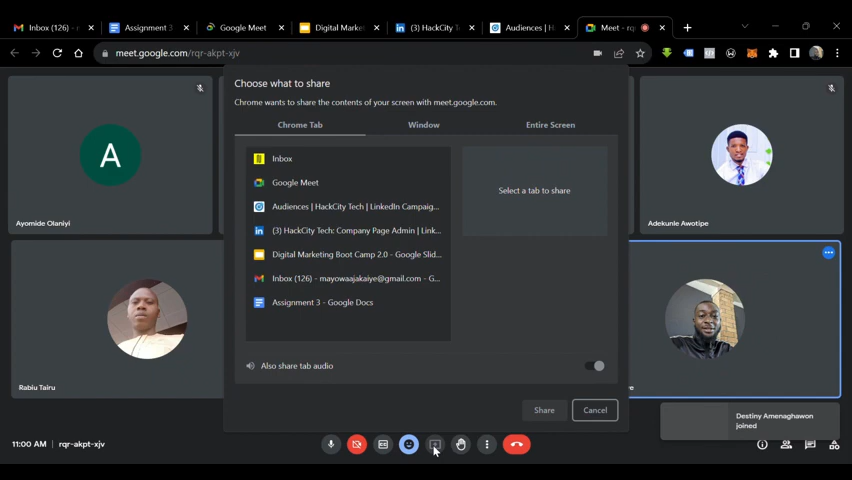 Inbox (126) - m
Assignment 3
Google Meet
Digital Marke
(3) HackCity T
Audiences | H
Meet - rq
meet.google.com/rqr-akpt-xjv
Choose what to share
Chrome wants to share the contents of your screen with meet.google.com.
Chrome Tab
Window
Entire Screen
Inbox
Google Meet
Audiences | HackCity Tech | LinkedIn Campaig...
(3) HackCity Tech: Company Page Admin | Link...
Digital Marketing Boot Camp 2.0 - Google Slid...
Inbox (126) - mayowaajakaiye@gmail.com - G...
Assignment 3 - Google Docs
Select a tab to share
Also share tab audio
Share
Cancel
A
Ayomide Olaniyi
Adekunle Awotipe
Rabiu Tairu
Destiny Amenaghawon
joined
11:00 AM
rqr-akpt-xjv